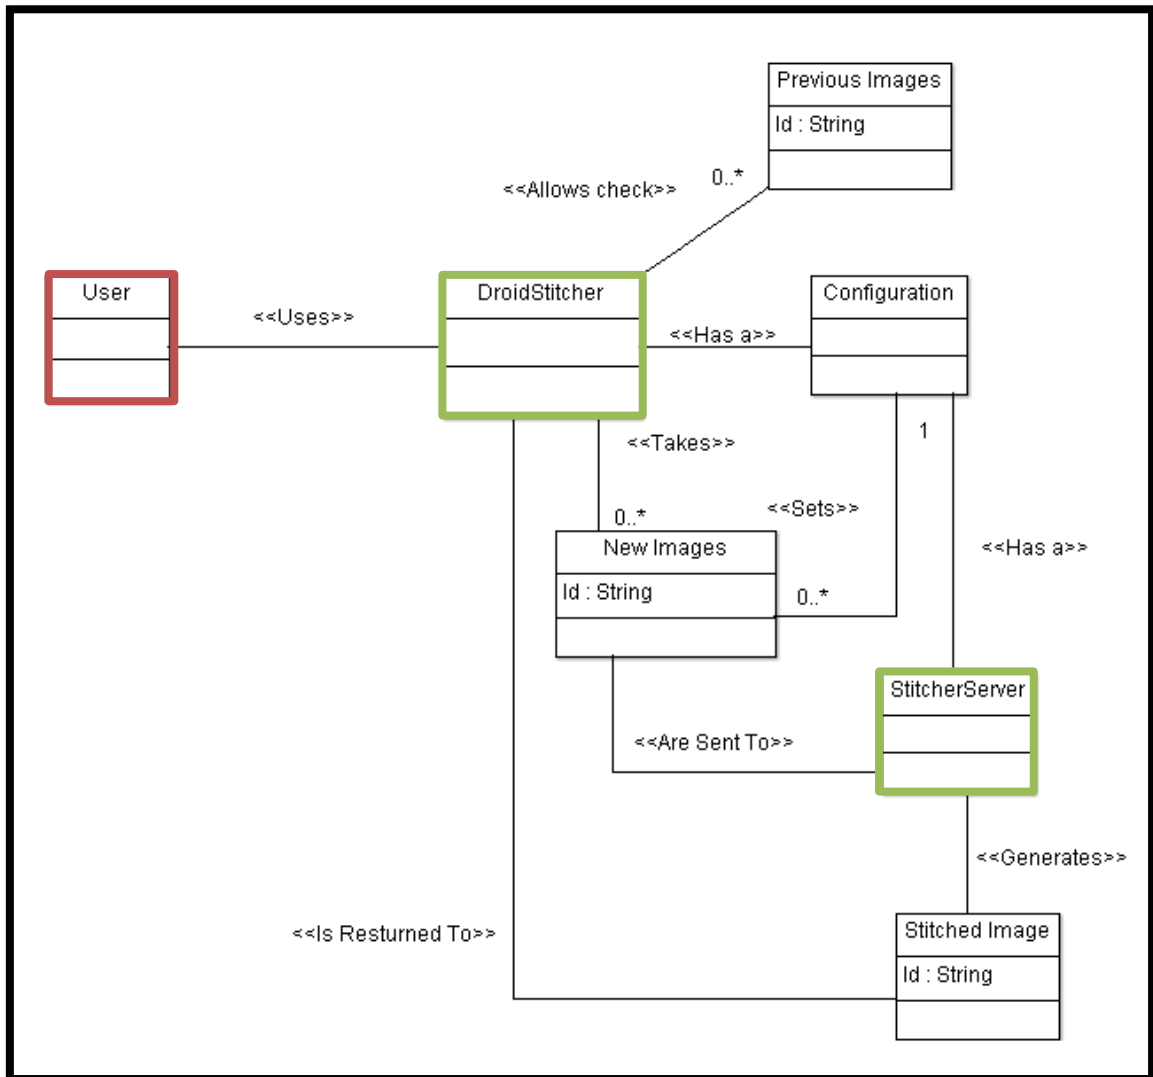 Previous Images
Id : String
0..*
<<Allows check>>
User
<<Uses>>
DroidStitcher
<<Has a>>
Configuration
<<Takes>>
1
0..*
<<Sets>>
New Images
Id : String
0..*
<<Has a>>
StitcherServer
<<Are Sent To>>
<<Generates>>
<<Is Resturned To>>
Stitched Image
Id : String